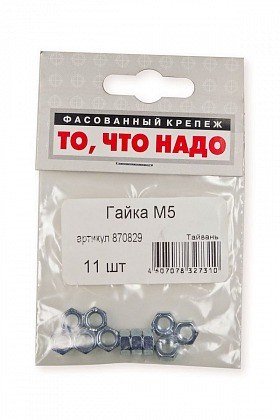 ФАСОВАННЫЙ КРЕПЕЖ
ТО, ЧТО НАДО
Гайка М5
артикул 870829
Тайвань
11 шт
4 607078 327310